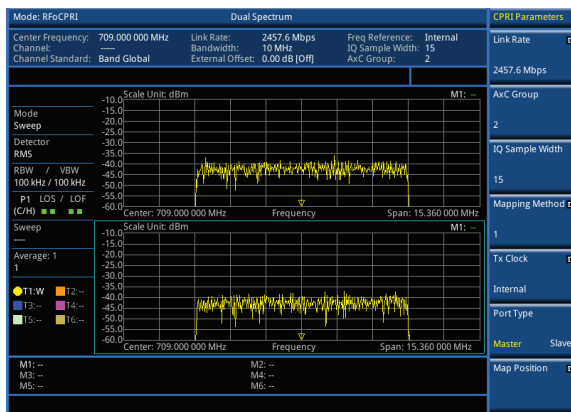 Mode: RFoCPRI Dual Spectrum CPRI Parameters
Center Frequency: 709.000 000 MHz Link Rate: 2457.6 Mbps Freq Reference: Internal
Channel: ----- Bandwidth: 10 MHz IQ Sample Width: 15
Channel Standard: Band Global External Offset: 0.00 dB [Off] AxC Group: 2
Link Rate
2457.6 Mbps
Scale Unit: dBm M1: --
-10.0
-15.0
-20.0
-25.0
-30.0
-35.0
-40.0
-45.0
-50.0
-55.0
-60.0
Center: 709.000 000 MHz Frequency Span: 15.360 000 MHz
Mode
Sweep
Detector
RMS
RBW / VBW
100 kHz / 100 kHz
P1 LOS / LOF
(C/H)
Sweep
----
Average: 1
1
T1:W T2:--
T3:-- T4:--
T5:-- T6:--
Scale Unit: dBm M1: --
-10.0
-15.0
-20.0
-25.0
-30.0
-35.0
-40.0
-45.0
-50.0
-55.0
-60.0
Center: 709.000 000 MHz Frequency Span: 15.360 000 MHz
AxC Group
2
IQ Sample Width
15
Mapping Method
1
Tx Clock
Internal
Port Type
Master Slave
Map Position
M1: -- M2: --
M3: -- M4: --
M5: -- M6: --